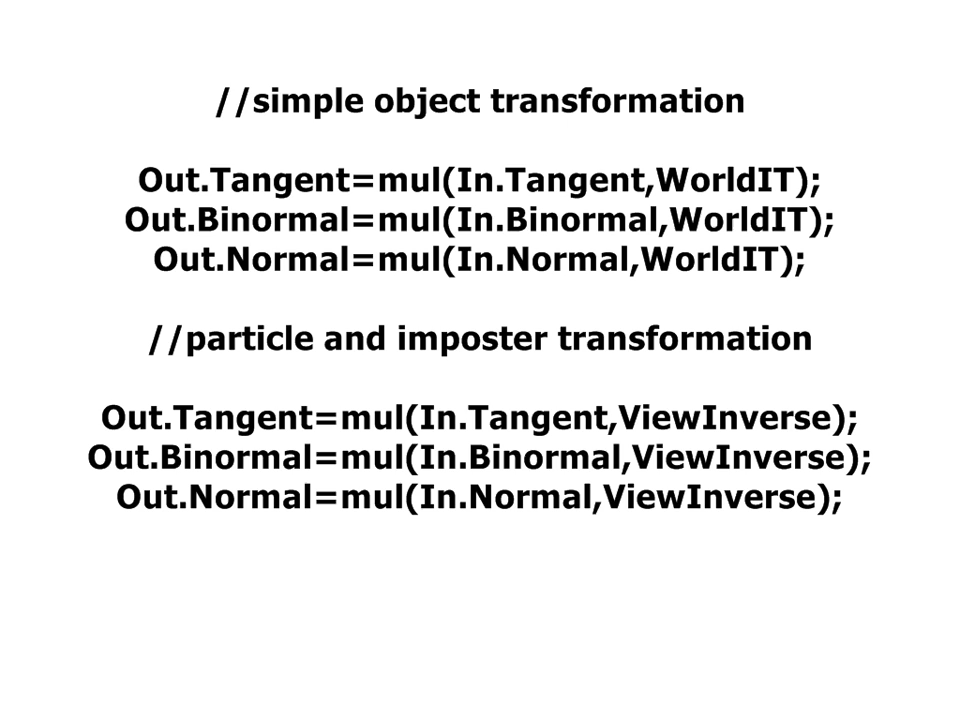 //simple object transformation
Out.Tangent=mul(In.Tangent,WorldIT);
Out.Binormal=mul(In.Binormal,WorldIT);
Out.Normal=mul(In.Normal,WorldIT);
//particle and imposter transformation
Out.Tangent=mul(In.Tangent,ViewInverse);
Out.Binormal=mul(In.Binormal,ViewInverse);
Out.Normal=mul(In.Normal,ViewInverse);